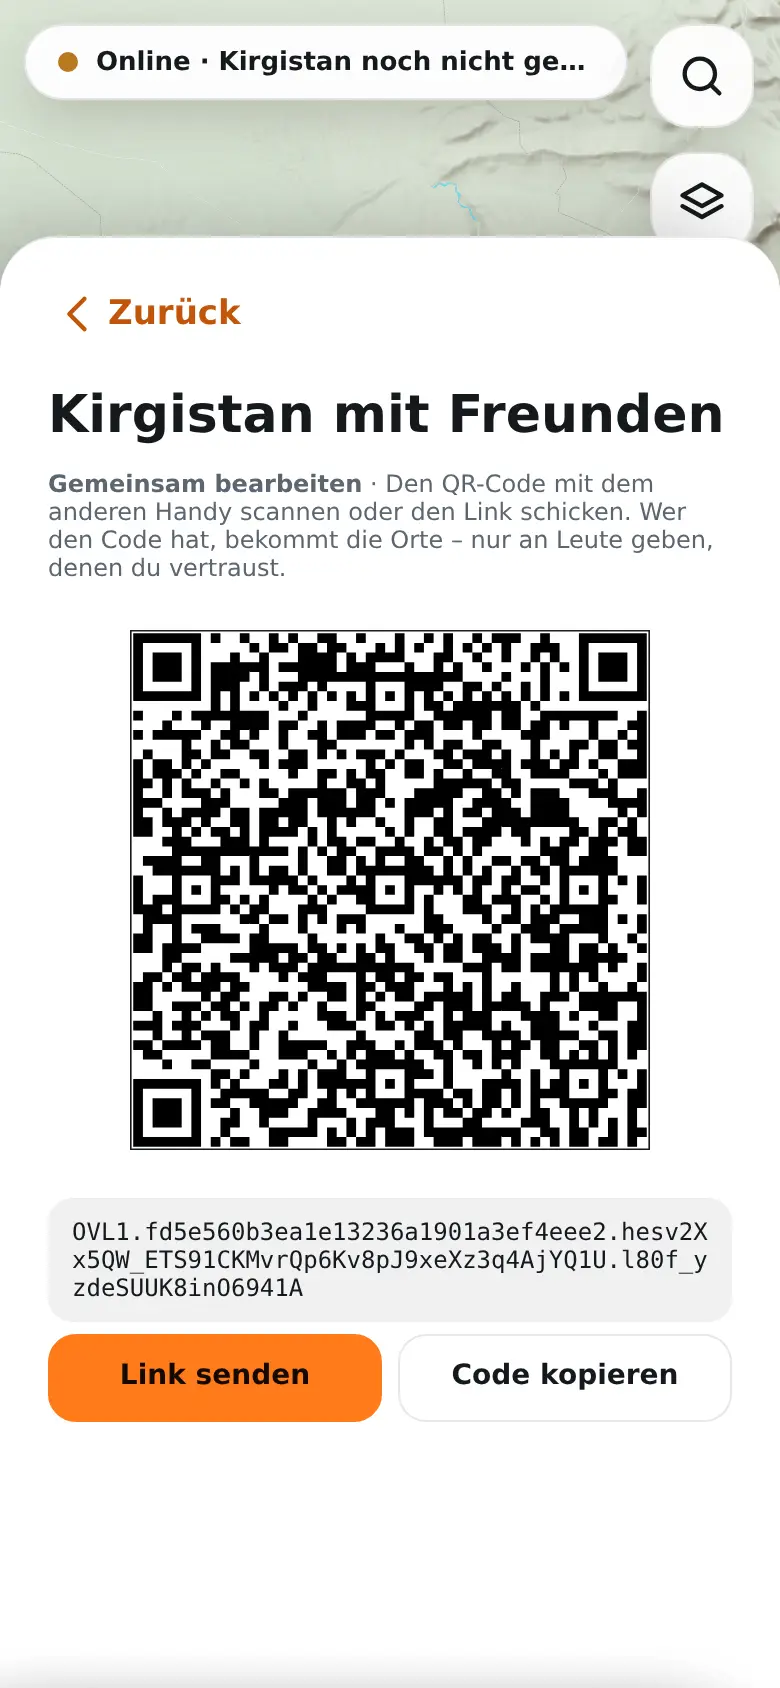 Online · Kirgistan noch nicht ge…
Zurück
Kirgistan mit Freunden
Gemeinsam bearbeiten · Den QR-Code mit dem
anderen Handy scannen oder den Link schicken. Wer
den Code hat, bekommt die Orte – nur an Leute geben,
denen du vertraust.
OVL1.fd5e560b3ea1e13236a1901a3ef4eee2.hesv2X
x5QW_ETS91CKMvrQp6Kv8pJ9xeXz3q4AjYQ1U.l80f_y
zdeSUUK8inO6941A
Link senden
Code kopieren